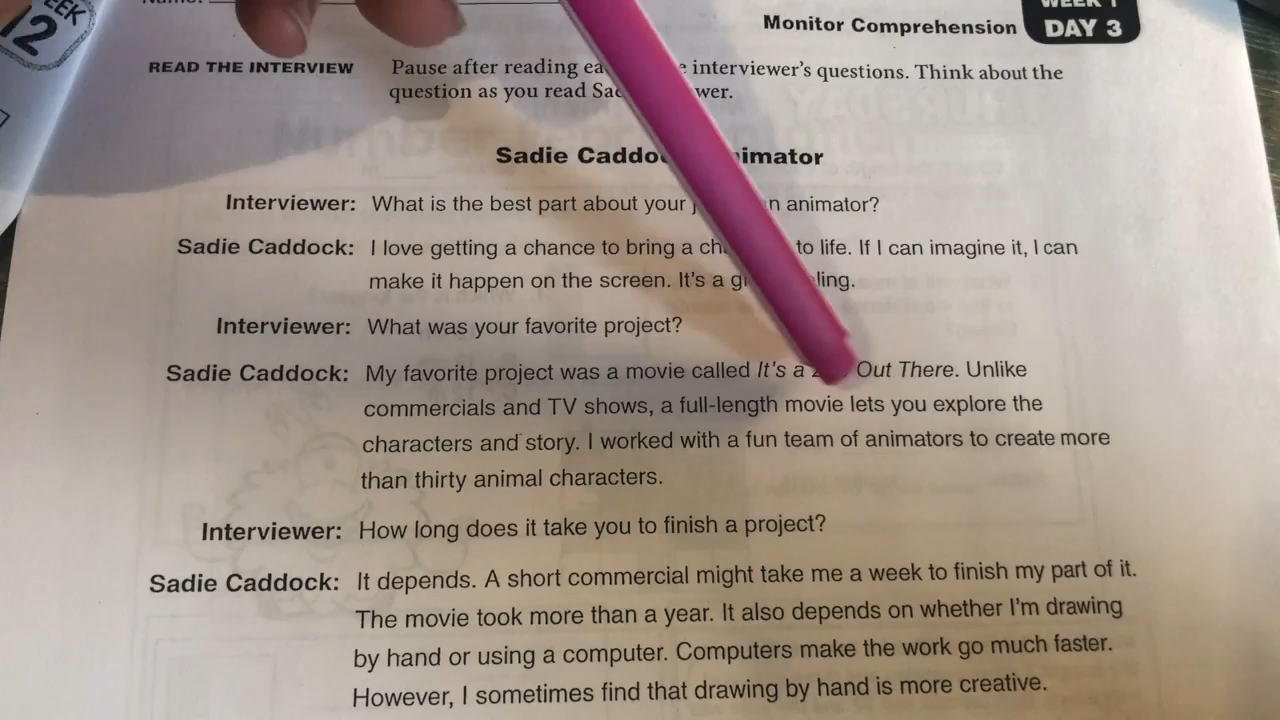 WEEK 1
12
Monitor Comprehension DAY 3
READ THE INTERVIEW Pause after reading interviewer's questions. Think about the
question as you read
Sadie
Interviewer: What is the best part about your animator?
Sadie Caddock: I love getting a chance to bring a to life. If I can imagine it, I can
make it happen on the screen. It's a
Interviewer: What was your favorite project?
Sadie Caddock: My favorite project was a movie called It's a Out There. Unlike
commercials and TV shows, a full-length movie lets you explore the
characters and story. I worked with a fun team of animators to create more
than thirty animal characters.
Interviewer: How long does it take you to finish a project?
Sadie Caddock: It depends. A short commercial might take me a week to finish my part of it.
The movie took more than a year. It also depends on whether I'm drawing
by hand or using a computer. Computers make the work go much faster.
However, I sometimes find that drawing by hand is more creative.